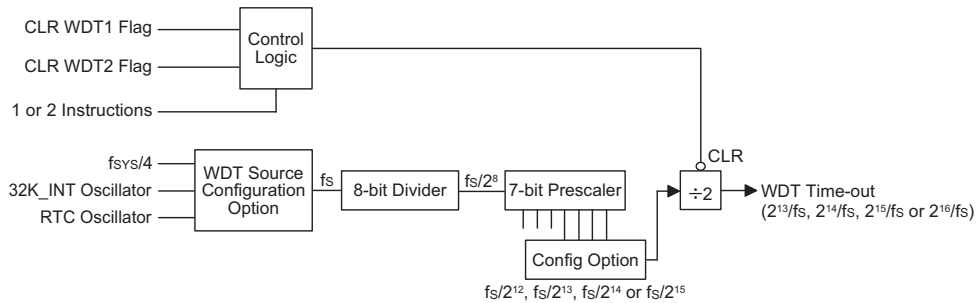 CLR WDT1 Flag
CLR WDT2 Flag
1 or 2 Instructions
Control
Logic
fSYS/4
32K_INT Oscillator
RTC Oscillator
WDT Source
Configuration
Option
fS
8-bit Divider
fS/2⁸
7-bit Prescaler
Config Option
fS/2¹², fS/2¹³, fS/2¹⁴ or fS/2¹⁵
CLR
÷2
WDT Time-out
(2¹³/fS, 2¹⁴/fS, 2¹⁵/fS or 2¹⁶/fS)